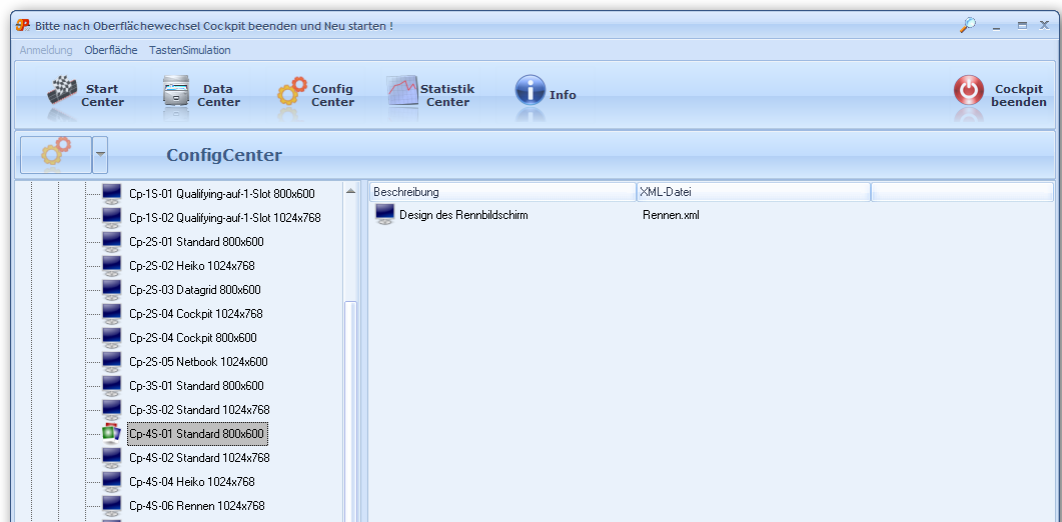 Bitte nach Oberflächewechsel Cockpit beenden und Neu starten !
Anmeldung Oberfläche TastenSimulation
Start Center
Data Center
Config Center
Statistik Center
Info
Cockpit beenden
ConfigCenter
Cp-1S-01 Qualifying-auf-1-Slot 800x600
Cp-1S-02 Qualifying-auf-1-Slot 1024x768
Cp-2S-01 Standard 800x600
Cp-2S-02 Heiko 1024x768
Cp-2S-03 Datagrid 800x600
Cp-2S-04 Cockpit 1024x768
Cp-2S-04 Cockpit 800x600
Cp-2S-05 Netbook 1024x600
Cp-3S-01 Standard 800x600
Cp-3S-02 Standard 1024x768
Cp-4S-01 Standard 800x600
Cp-4S-02 Standard 1024x768
Cp-4S-04 Heiko 1024x768
Cp-4S-06 Rennen 1024x768
Beschreibung XML-Datei
Design des Rennbildschirm Rennen.xml